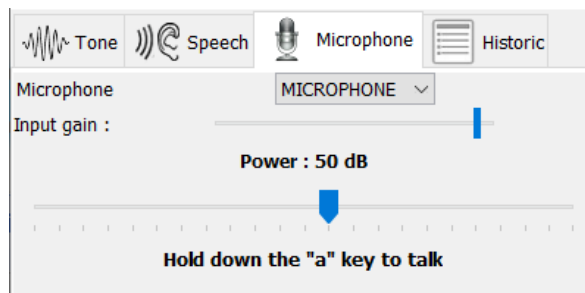 Tone Speech Microphone Historic
Microphone MICROPHONE
Input gain :
Power : 50 dB
Hold down the "a" key to talk